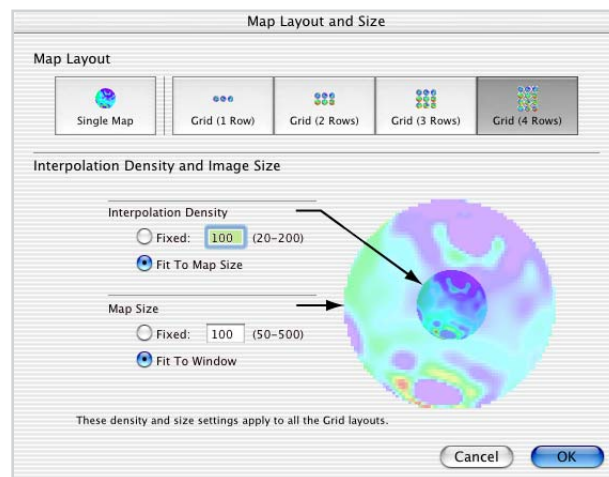 Map Layout and Size
Map Layout
Single Map
Grid (1 Row)
Grid (2 Rows)
Grid (3 Rows)
Grid (4 Rows)
Interpolation Density and Image Size
Interpolation Density
Fixed: 100 (20-200)
Fit To Map Size
Map Size
Fixed: 100 (50-500)
Fit To Window
These density and size settings apply to all the Grid layouts.
Cancel
OK